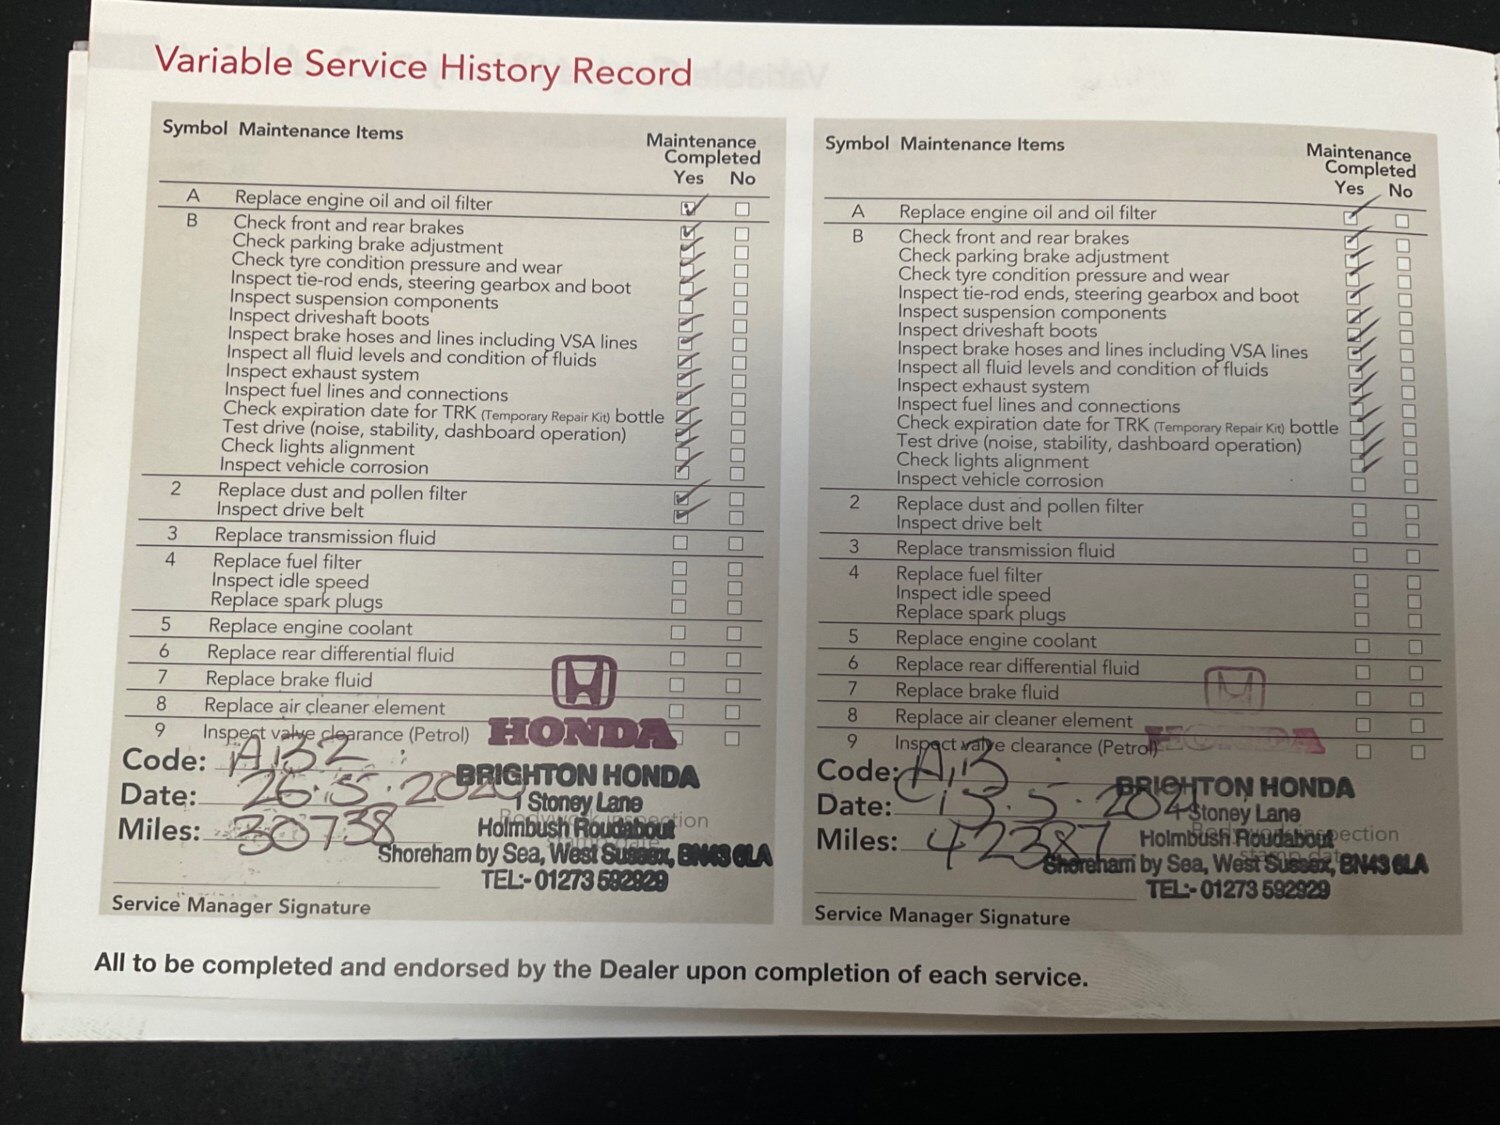 Variable Service History Record
Symbol Maintenance Items
Maintenance
Completed
Yes No
A Replace engine oil and oil filter
B Check front and rear brakes
Check parking brake adjustment
Check tyre condition pressure and wear
Inspect tie-rod ends, steering gearbox and boot
Inspect suspension components
Inspect driveshaft boots
Inspect brake hoses and lines including VSA lines
Inspect all fluid levels and condition of fluids
Inspect exhaust system
Inspect fuel lines and connections
Check expiration date for TRK (Temporary Repair Kit) bottle
Test drive (noise, stability, dashboard operation)
Check lights alignment
Inspect vehicle corrosion
2 Replace dust and pollen filter
Inspect drive belt
3 Replace transmission fluid
4 Replace fuel filter
Inspect idle speed
Replace spark plugs
5 Replace engine coolant
6 Replace rear differential fluid
7 Replace brake fluid
8 Replace air cleaner element
9 Inspect valve clearance (Petrol)
HONDA
Code: A,B2
Date: 26.5.2020
Miles: 30738
BRIGHTON HONDA
1 Stoney Lane
Holmbush Roudabout
Shoreham by Sea, West Sussex, BN43 6LA
TEL:- 01273 592929
Service Manager Signature
Symbol Maintenance Items
Maintenance
Completed
Yes No
A Replace engine oil and oil filter
B Check front and rear brakes
Check parking brake adjustment
Check tyre condition pressure and wear
Inspect tie-rod ends, steering gearbox and boot
Inspect suspension components
Inspect driveshaft boots
Inspect brake hoses and lines including VSA lines
Inspect all fluid levels and condition of fluids
Inspect exhaust system
Inspect fuel lines and connections
Check expiration date for TRK (Temporary Repair Kit) bottle
Test drive (noise, stability, dashboard operation)
Check lights alignment
Inspect vehicle corrosion
2 Replace dust and pollen filter
Inspect drive belt
3 Replace transmission fluid
4 Replace fuel filter
Inspect idle speed
Replace spark plugs
5 Replace engine coolant
6 Replace rear differential fluid
7 Replace brake fluid
8 Replace air cleaner element
9 Inspect valve clearance (Petrol)
HONDA
Code: A,B
Date: 13.5.2021
Miles: 42387
BRIGHTON HONDA
1 Stoney Lane
Holmbush Roudabout
Shoreham by Sea, West Sussex, BN43 6LA
TEL:- 01273 592929
Service Manager Signature
All to be completed and endorsed by the Dealer upon completion of each service.